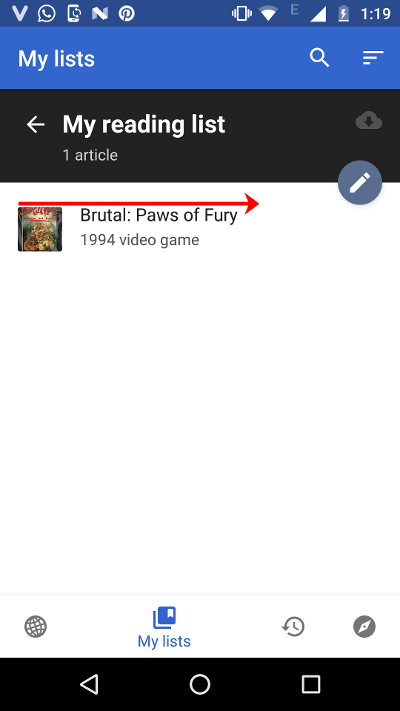 E
1:19
My lists
My reading list
1 article
Brutal: Paws of Fury
1994 video game
My lists